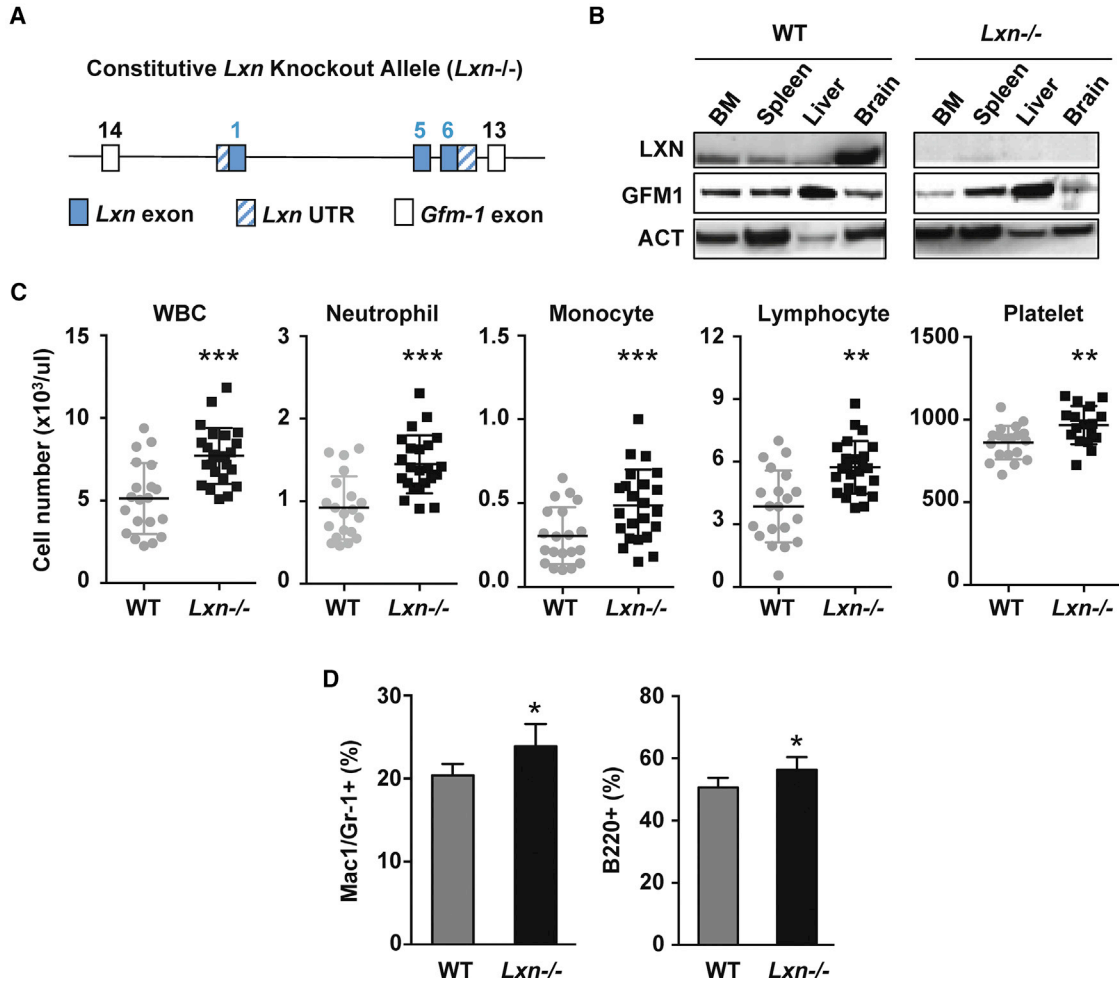 A
Constitutive Lxn Knockout Allele (Lxn-/-)
14 1 5 6 13
Lxn exon Lxn UTR Gfm-1 exon
B
WT Lxn-/-
BM Spleen Liver Brain BM Spleen Liver Brain
LXN
GFM1
ACT
C
Cell number (x10³/ul)
WBC
15
10
5
0
***
WT Lxn-/-
Neutrophil
3
2
1
0
***
WT Lxn-/-
Monocyte
1.5
1.0
0.5
0.0
***
WT Lxn-/-
Lymphocyte
12
9
6
3
0
**
WT Lxn-/-
Platelet
1500
1000
500
0
**
WT Lxn-/-
D
Mac1/Gr-1+ (%)
30
20
20
0
*
WT Lxn-/-
B220+ (%)
80
60
40
20
0
*
WT Lxn-/-